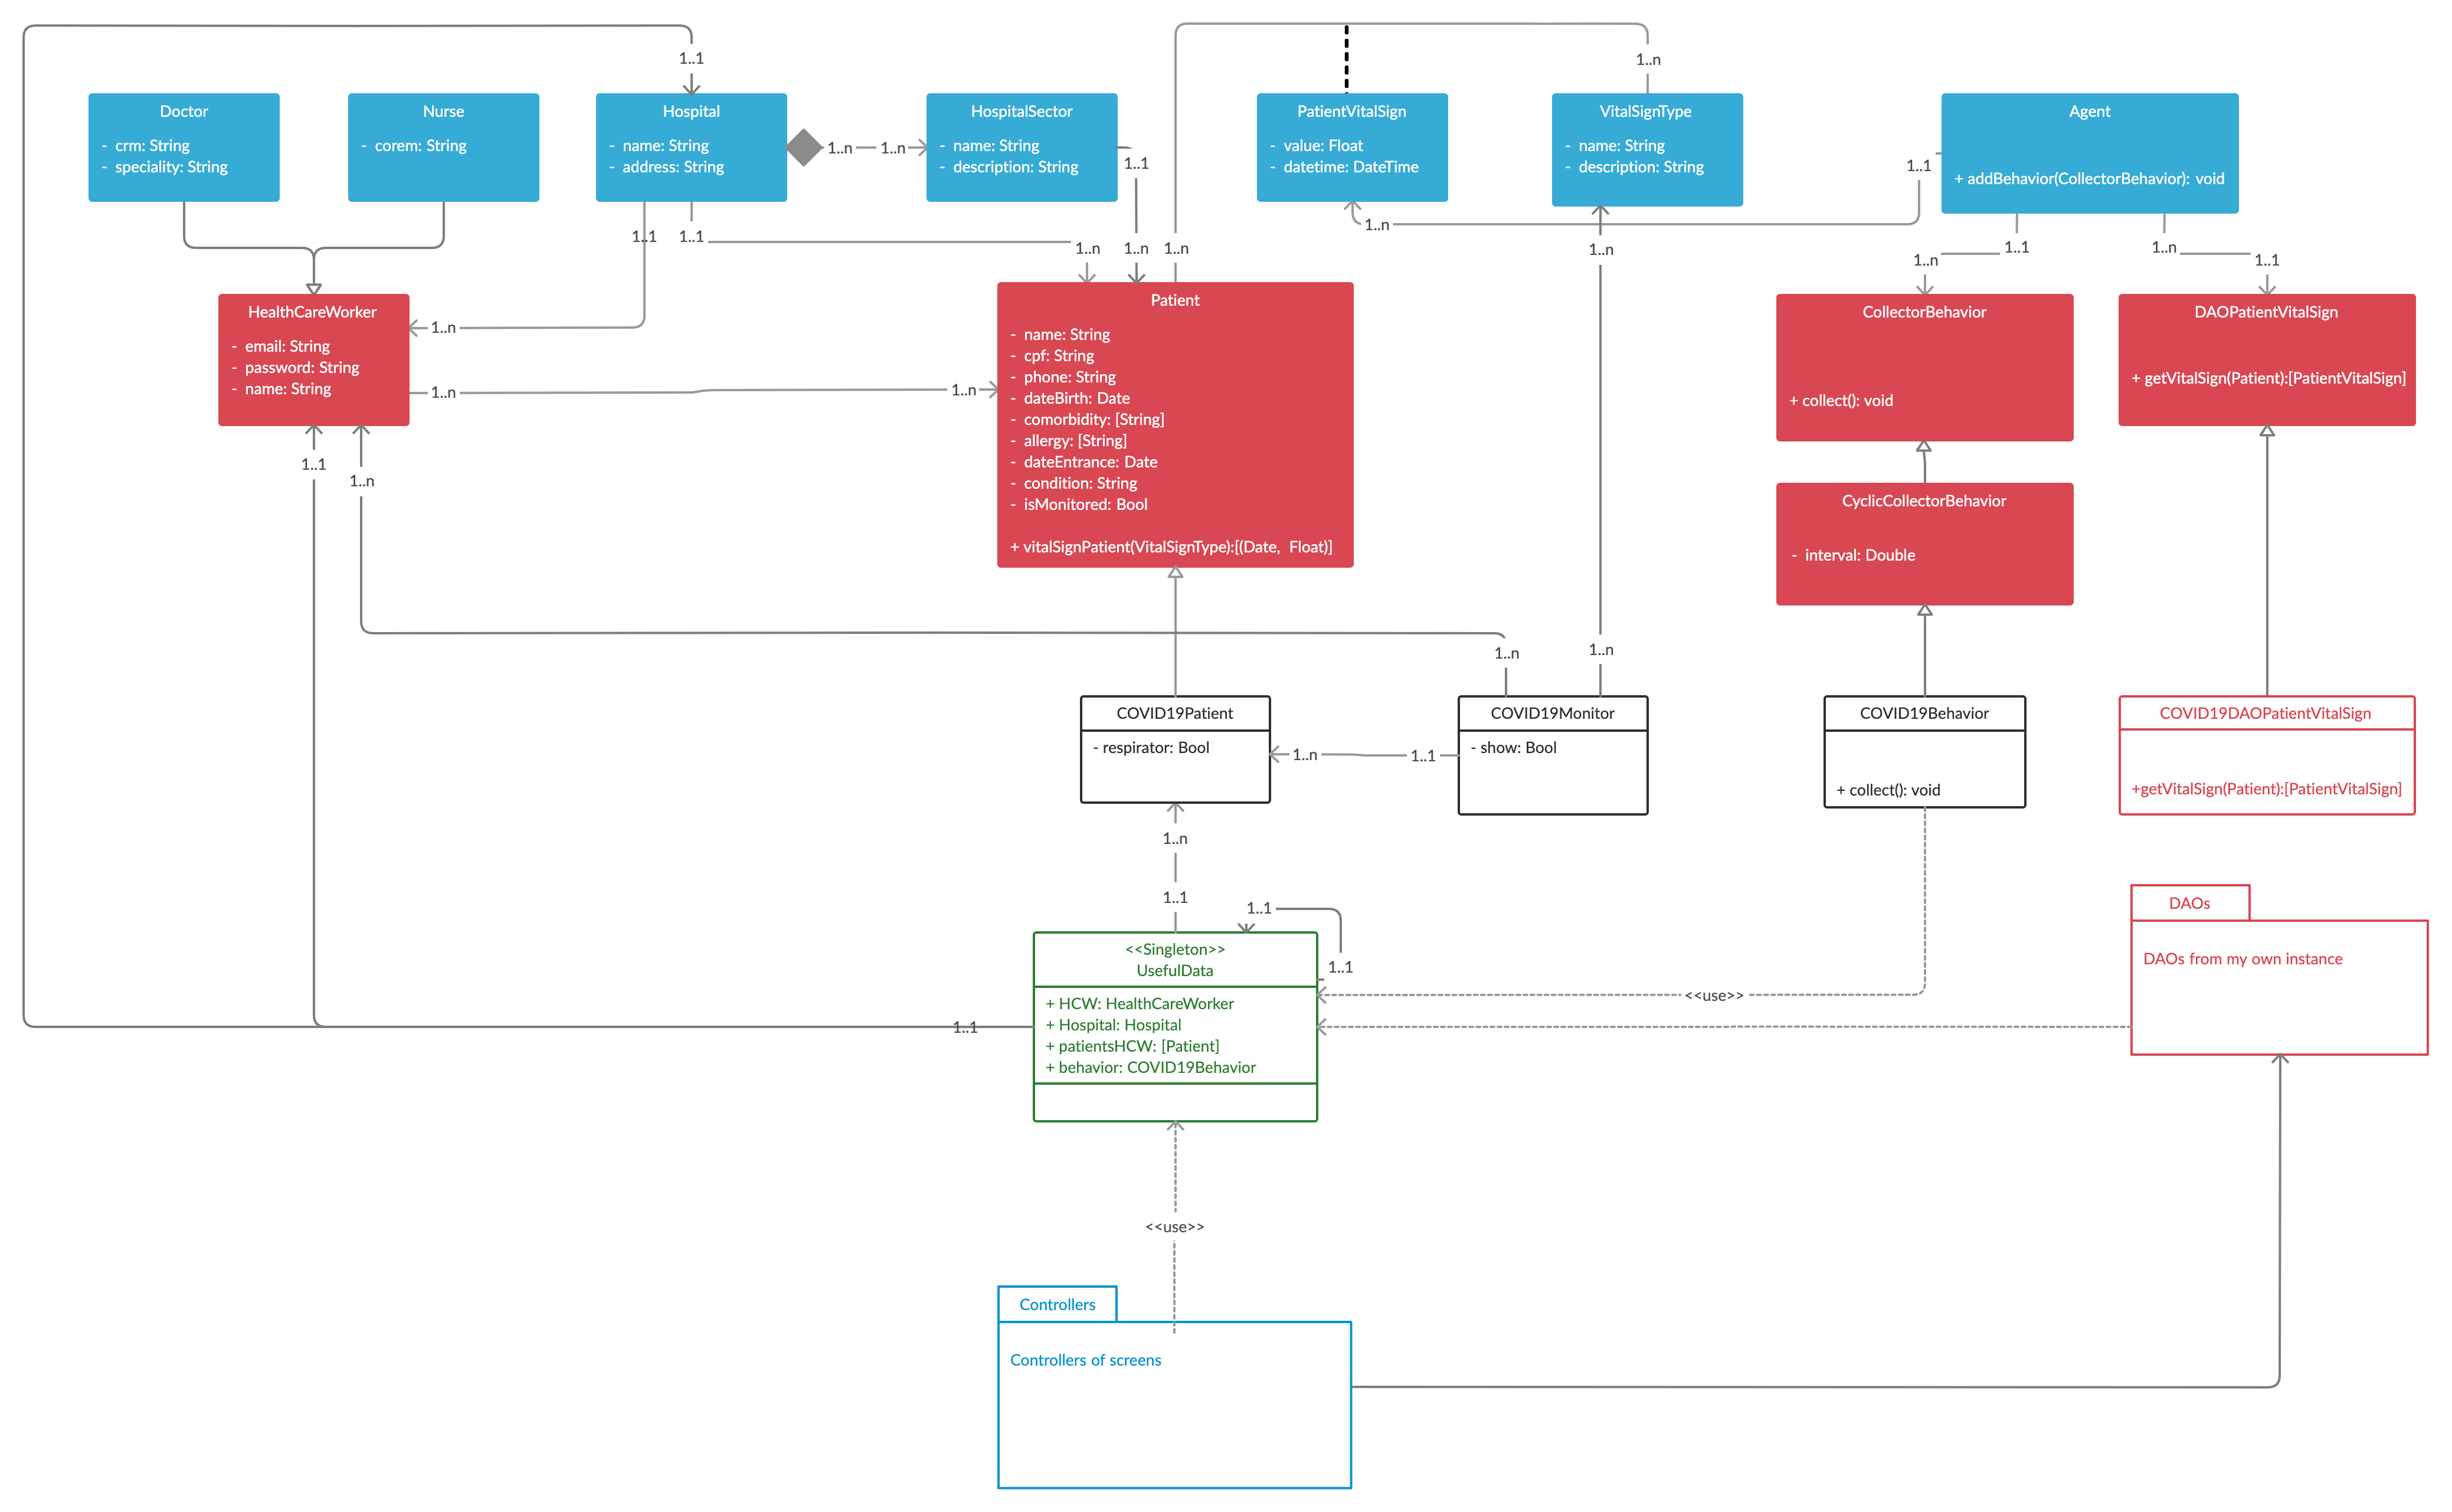 1..1
1..n
Doctor
- crm: String
- speciality: String
Nurse
- corem: String
Hospital
- name: String
- address: String
1..n
1..n
HospitalSector
- name: String
- description: String
1..1
PatientVitalSign
- value: Float
- datetime: DateTime
VitalSignType
- name: String
- description: String
1..1
Agent
+ addBehavior(CollectorBehavior): void
1..1
1..1
1..n
1..n
1..n
1..n
1..n
1..1
1..n
1..n
1..1
HealthCareWorker
- email: String
- password: String
- name: String
1..n
1..n
1..n
Patient
- name: String
- cpf: String
- phone: String
- dateBirth: Date
- comorbidity: [String]
- allergy: [String]
- dateEntrance: Date
- condition: String
- isMonitored: Bool
+ vitalSignPatient(VitalSignType):[(Date, Float)]
CollectorBehavior
+ collect(): void
DAOPatientVitalSign
+ getVitalSign(Patient):[PatientVitalSign]
1..1
1..n
CyclicCollectorBehavior
- interval: Double
1..n
1..n
COVID19Patient
- respirator: Bool
1..n
1..1
COVID19Monitor
- show: Bool
COVID19Behavior
+ collect(): void
COVID19DAOPatientVitalSign
+getVitalSign(Patient):[PatientVitalSign]
1..n
1..1
1..1
1..1
<<Singleton>>
UsefulData
+ HCW: HealthCareWorker
+ Hospital: Hospital
+ patientsHCW: [Patient]
+ behavior: COVID19Behavior
1..1
<<use>>
DAOs
DAOs from my own instance
<<use>>
Controllers
Controllers of screens